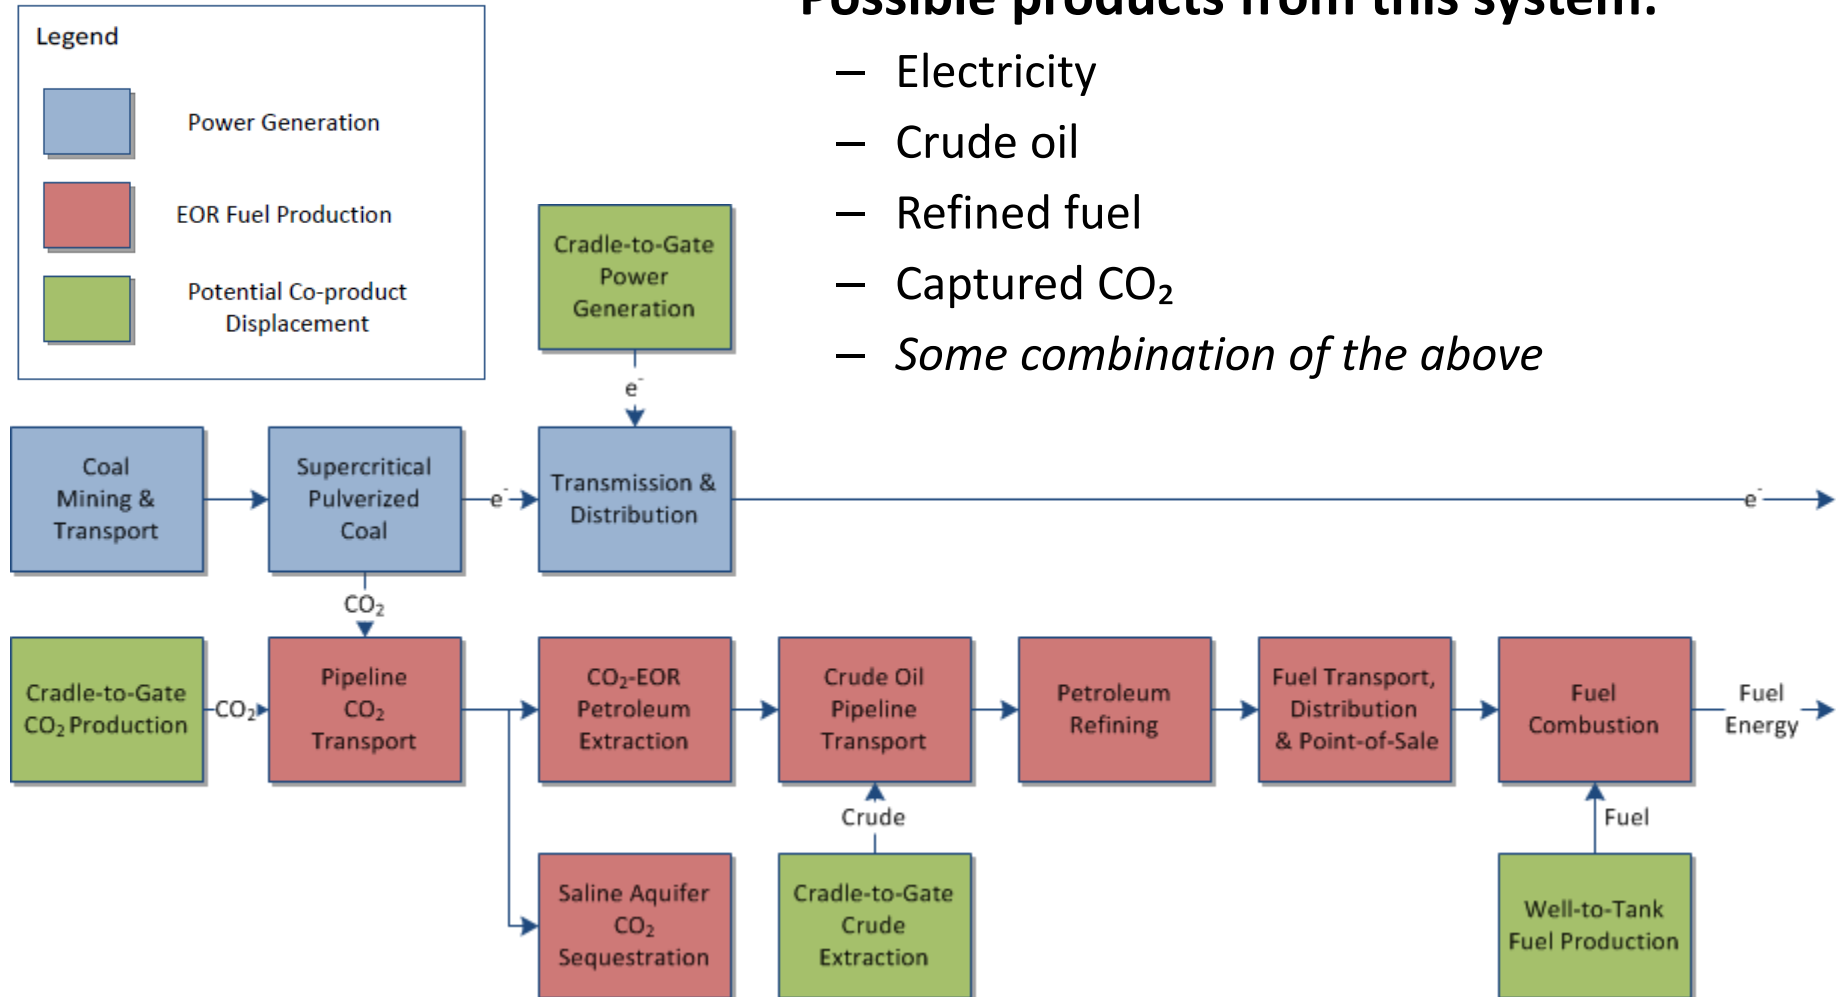 Possible products from this system:
– Electricity
– Crude oil
– Refined fuel
– Captured CO₂
– Some combination of the above
Legend
Power Generation
EOR Fuel Production
Potential Co-product
Displacement
Cradle-to-Gate
Power
Generation
e⁻
Coal
Mining &
Transport
Supercritical
Pulverized
Coal
e⁻
Transmission &
Distribution
e⁻
CO₂
Cradle-to-Gate
CO₂ Production
CO₂
Pipeline
CO₂
Transport
CO₂-EOR
Petroleum
Extraction
Crude Oil
Pipeline
Transport
Petroleum
Refining
Fuel Transport,
Distribution
& Point-of-Sale
Fuel
Combustion
Fuel
Energy
Crude
Fuel
Saline Aquifer
CO₂
Sequestration
Cradle-to-Gate
Crude
Extraction
Well-to-Tank
Fuel Production